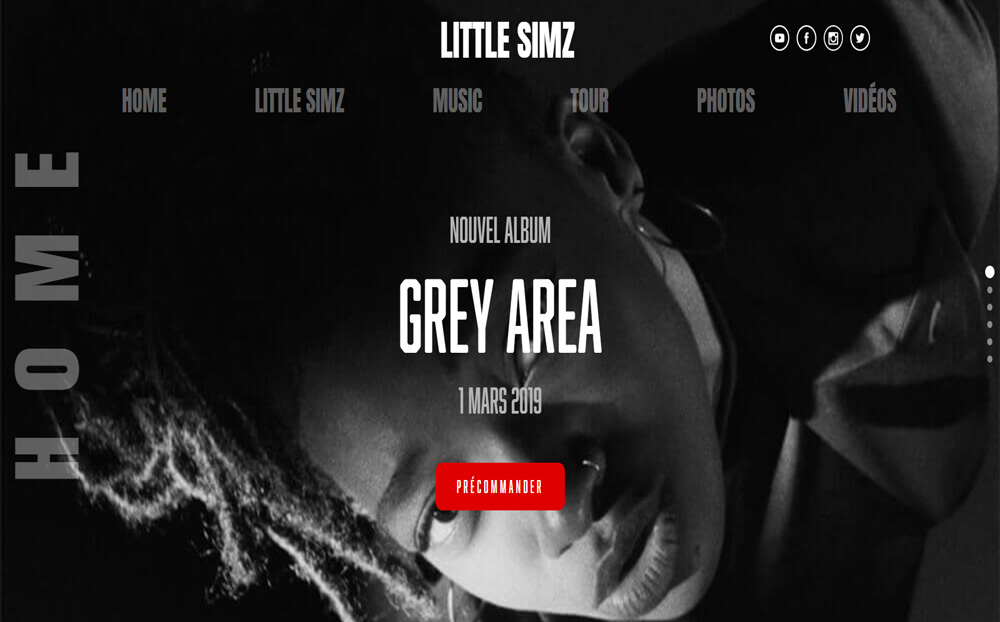 LITTLE SIMZ
HOME LITTLE SIMZ MUSIC TOUR PHOTOS VIDÉOS
HOME
NOUVEL ALBUM
GREY AREA
1 MARS 2019
PRÉCOMMANDER